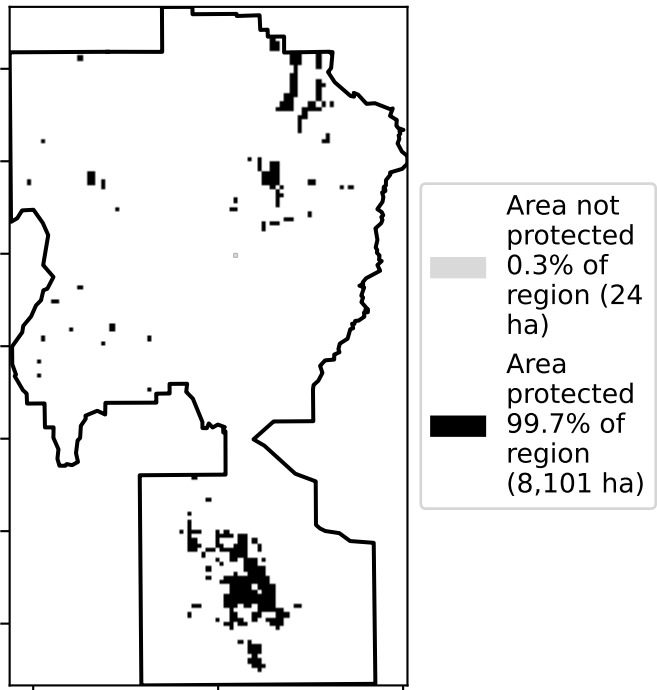 Area not
protected
0.3% of
region (24
ha)
Area
protected
99.7% of
region
(8,101 ha)